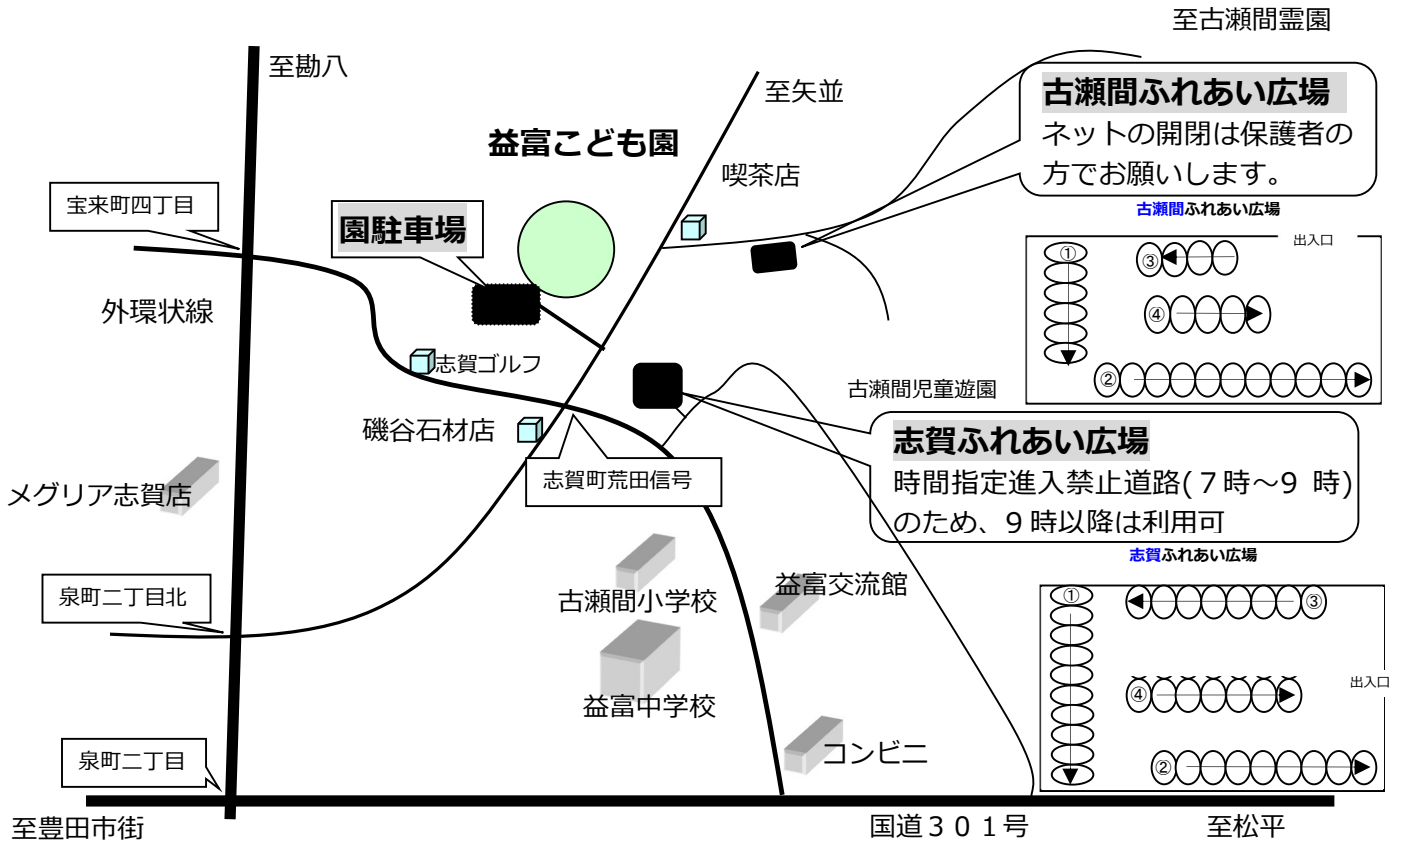 至古瀬間霊園
至勘八
至矢並
古瀬間ふれあい広場
ネットの開閉は保護者の
方でお願いします。
益富こども園
喫茶店
宝来町四丁目
園駐車場
古瀬間ふれあい広場
出入口
①
③
④
②
外環状線
志賀ゴルフ
古瀬間児童遊園
磯谷石材店
志賀ふれあい広場
時間指定進入禁止道路(７時～9 時)
のため、９時以降は利用可
志賀町荒田信号
メグリア志賀店
志賀ふれあい広場
①
③
④
②
出入口
古瀬間小学校
益富交流館
泉町二丁目北
益富中学校
コンビニ
泉町二丁目
至豊田市街
国道３０１号
至松平